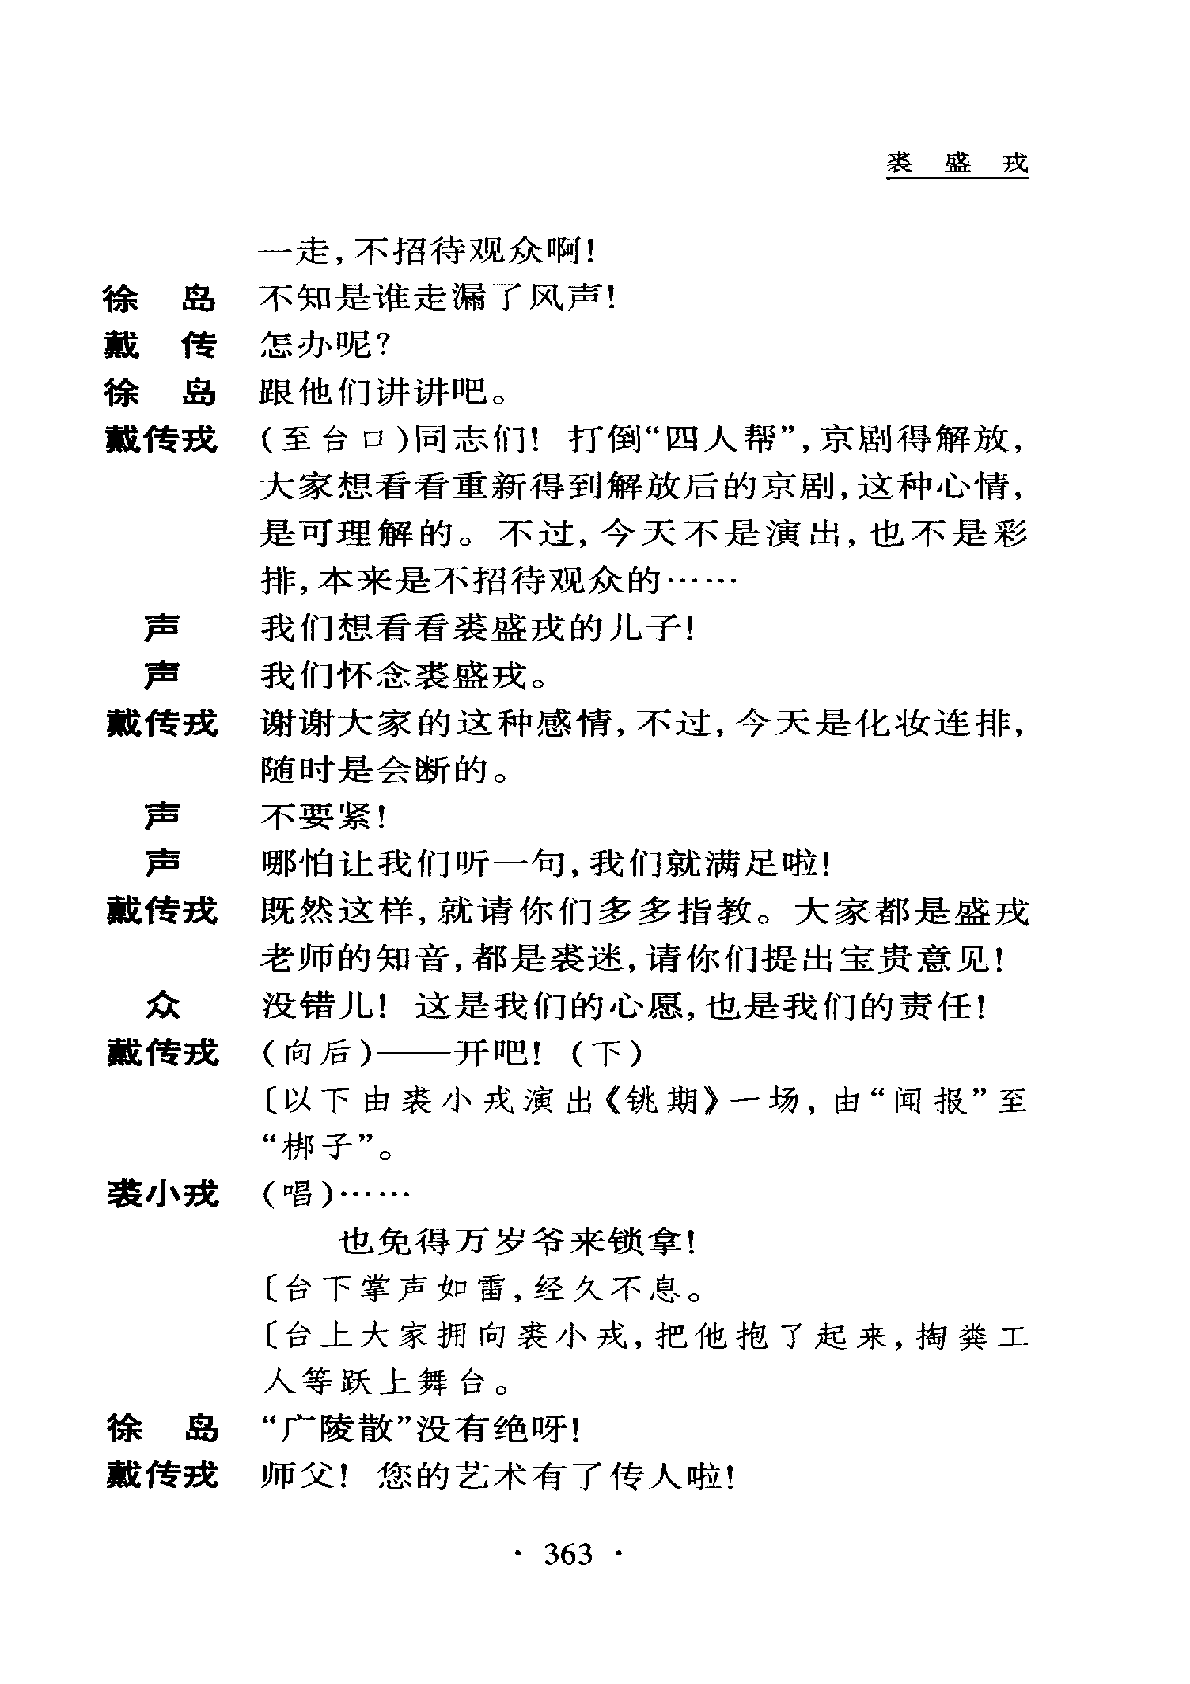 裘 盛 戎
一走,不招待观众啊!
徐 岛 不知是谁走漏了风声!
戴 传 怎办呢?
徐 岛 跟他们讲讲吧。
戴传戎 (至台口)同志们! 打倒“四人帮”,京剧得解放,
大家想看看重新得到解放后的京剧,这种心情,
是可理解的。不过,今天不是演出,也不是彩
排,本来是不招待观众的……
声 我们想看看裘盛戎的儿子!
声 我们怀念裘盛戎。
戴传戎 谢谢大家的这种感情,不过,今天是化妆连排,
随时是会断的。
声 不要紧!
声 哪怕让我们听一句,我们就满足啦!
戴传戎 既然这样,就请你们多多指教。大家都是盛戎
老师的知音,都是裘迷,请你们提出宝贵意见!
众 没错儿! 这是我们的心愿,也是我们的责任!
戴传戎 (向后)——开吧! (下)
〔以下由裘小戎演出《铫期》一场,由“闻报”至
“梆子”。
裘小戎 (唱)……
也免得万岁爷来锁拿!
〔台下掌声如雷,经久不息。
〔台上大家拥向裘小戎,把他抱了起来,掏粪工
人等跃上舞台。
徐 岛 “广陵散”没有绝呀!
戴传戎 师父! 您的艺术有了传人啦!
· 363 ·